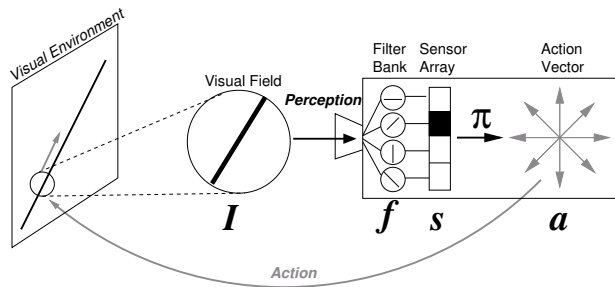 Visual Environment
Visual Field
Perception
Filter
Bank
Sensor
Array
Action
Vector
π
I
f
s
a
Action